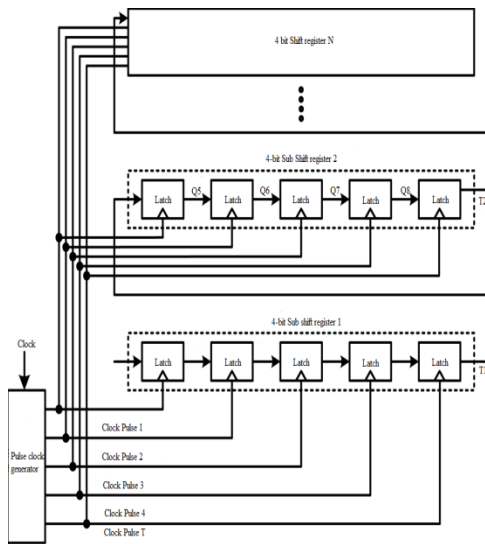 4 bit Shift register N
4-bit Sub Shift register 2
Q5
Q6
Q7
Q8
Latch
Latch
Latch
Latch
Latch
T2
4-bit Sub shift register 1
Clock
Latch
Latch
Latch
Latch
Latch
T1
Pulse clock
generator
Clock Pulse 1
Clock Pulse 2
Clock Pulse 3
Clock Pulse 4
Clock Pulse T